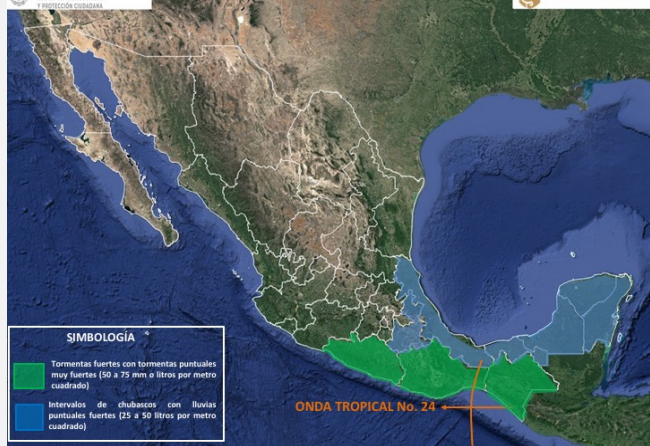 Y PROTECCIÓN CIUDADANA
SIMBOLOGÍA
Tormentas fuertes con tormentas puntuales
muy fuertes (50 a 75 mm o litros por metro
cuadrado)
Intervalos de chubascos con lluvias
puntuales fuertes (25 a 50 litros por metro
cuadrado)
ONDA TROPICAL No. 24